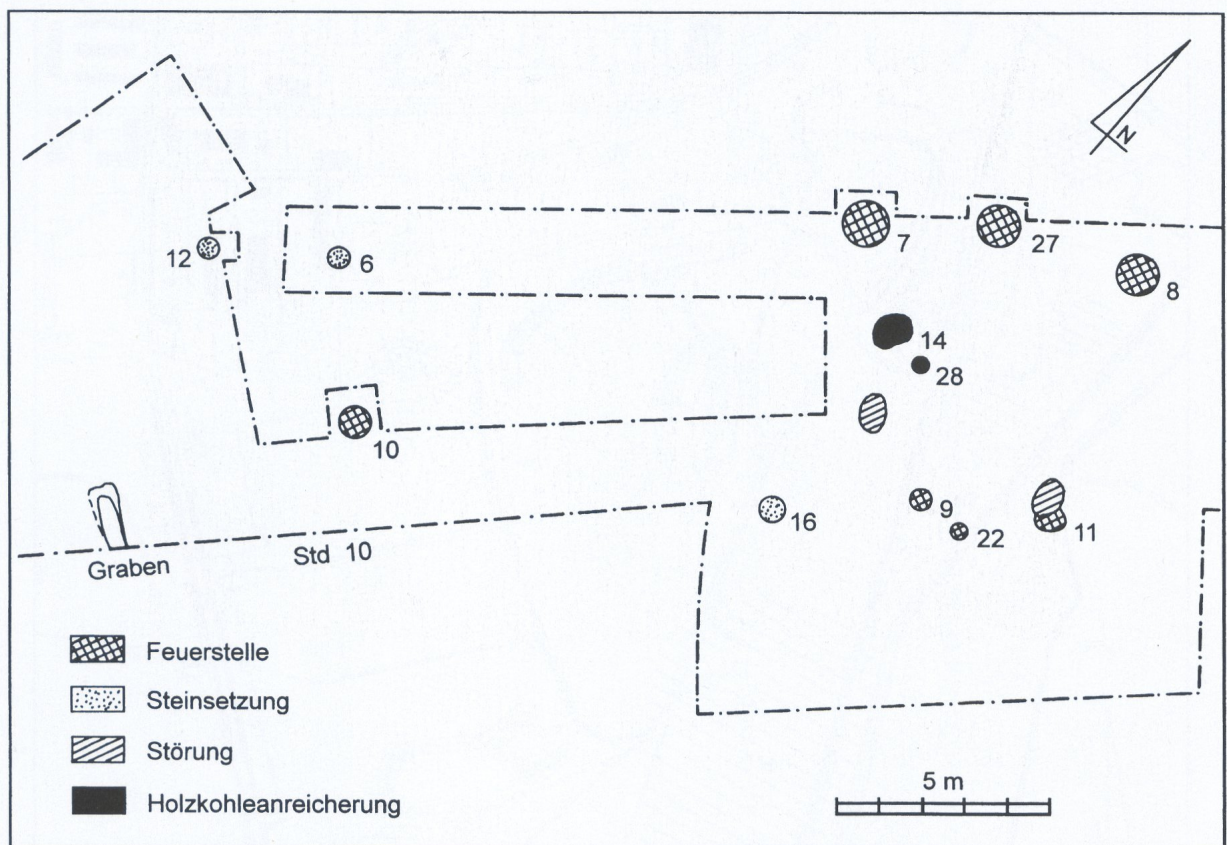 N
7
27
12
6
8
14
28
10
9
16
22
11
Graben
Std 10
Feuerstelle
Steinsetzung
Störung
Holzkohleanreicherung
5 m